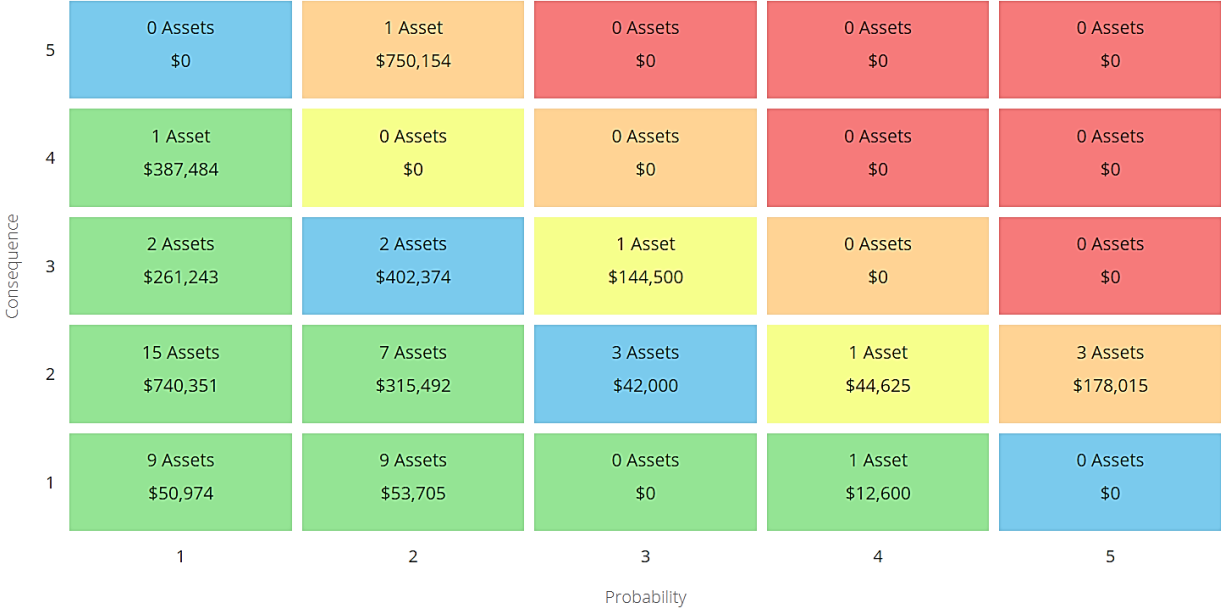 0 Assets
$0
1 Asset
$750,154
0 Assets
$0
0 Assets
$0
0 Assets
$0
5
1 Asset
$387,484
0 Assets
$0
0 Assets
$0
0 Assets
$0
0 Assets
$0
4
2 Assets
$261,243
2 Assets
$402,374
1 Asset
$144,500
0 Assets
$0
0 Assets
$0
3
Consequence
15 Assets
$740,351
7 Assets
$315,492
3 Assets
$42,000
1 Asset
$44,625
3 Assets
$178,015
2
9 Assets
$50,974
9 Assets
$53,705
0 Assets
$0
1 Asset
$12,600
0 Assets
$0
1
1 2 3 4 5
Probability